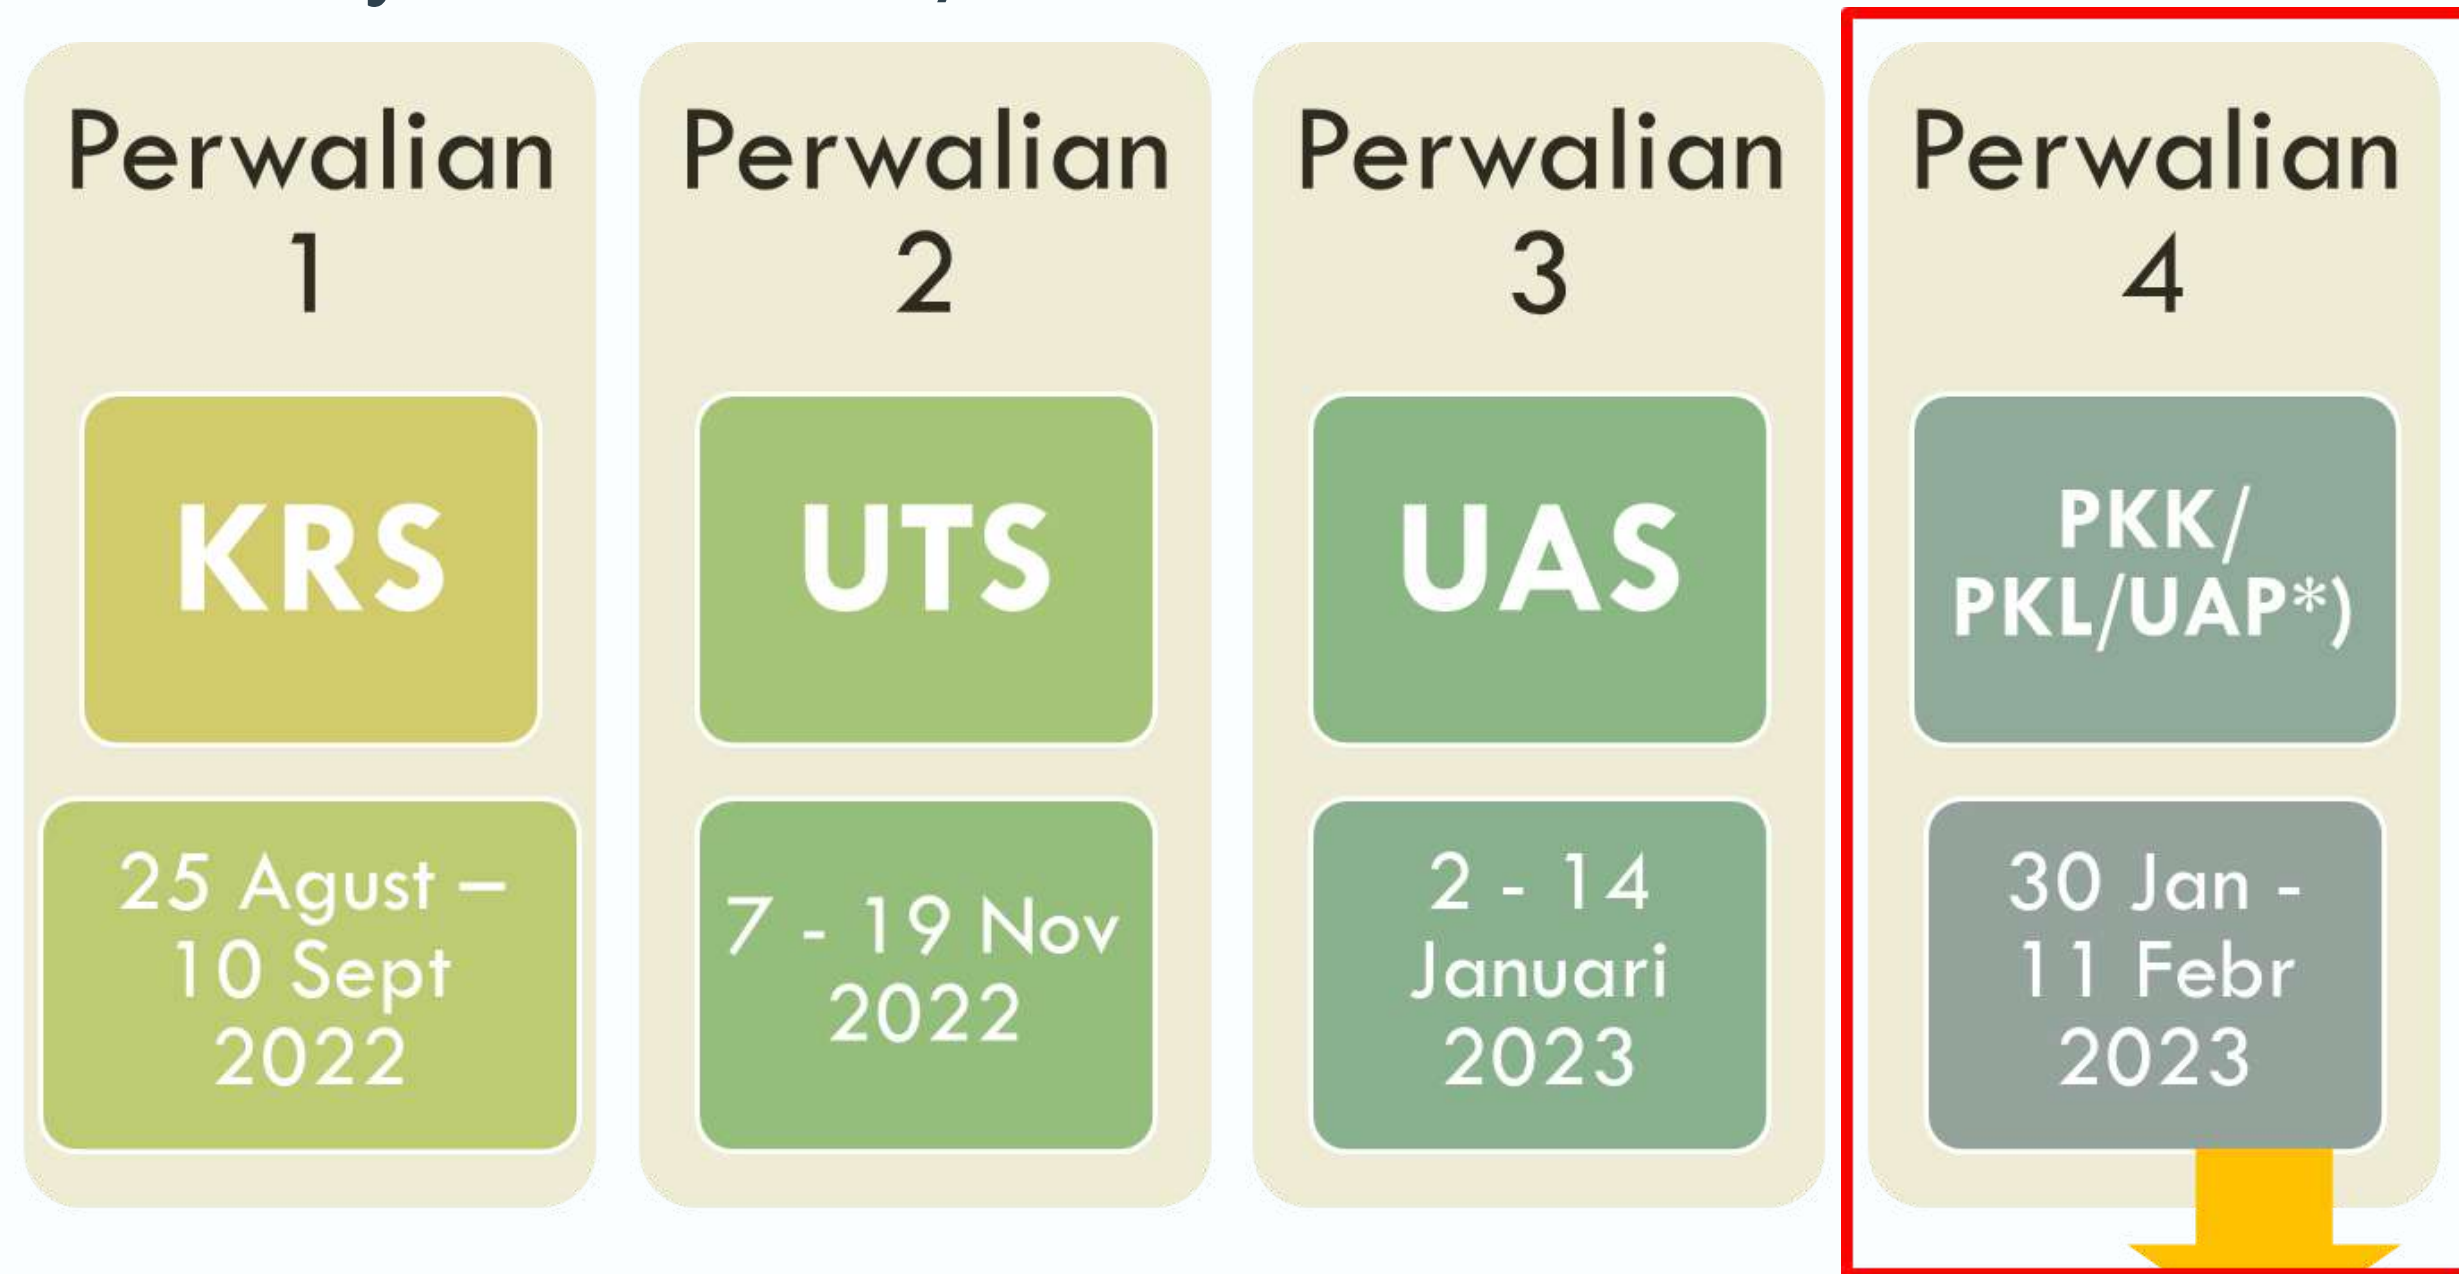 Perwalian
1
KRS
25 Agust –
10 Sept
2022
Perwalian
2
UTS
7 - 19 Nov
2022
Perwalian
3
UAS
2 - 14
Januari
2023
Perwalian
4
PKK/
PKL/UAP*)
30 Jan -
11 Febr
2023